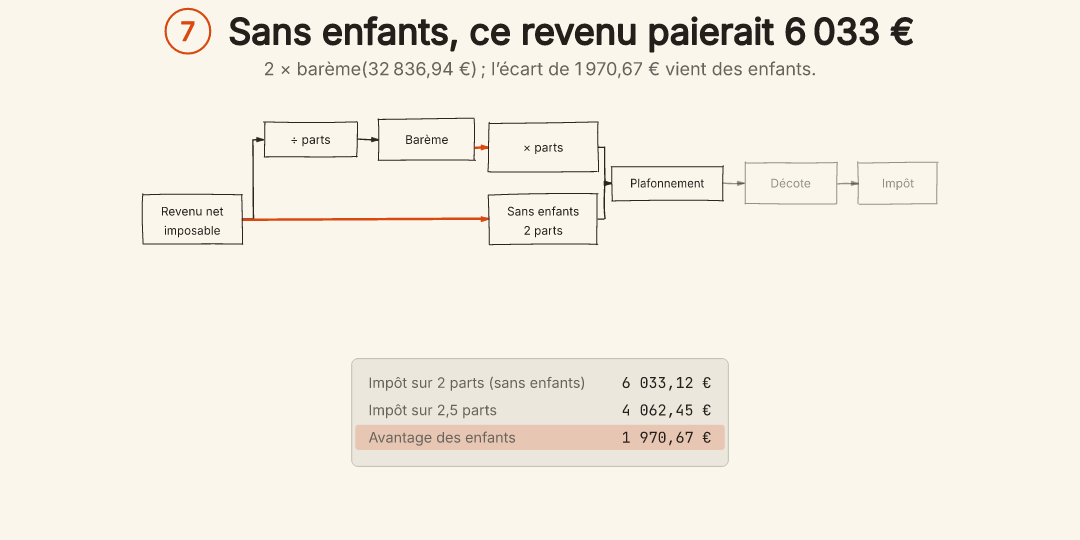 7 Sans enfants, ce revenu paierait 6 033 €
2 × barème(32 836,94 €) ; l’écart de 1 970,67 € vient des enfants.
÷ parts
Barème
× parts
Plafonnement
Décote
Impôt
Revenu net
imposable
Sans enfants
2 parts
Impôt sur 2 parts (sans enfants) 6 033,12 €
Impôt sur 2,5 parts 4 062,45 €
Avantage des enfants 1 970,67 €